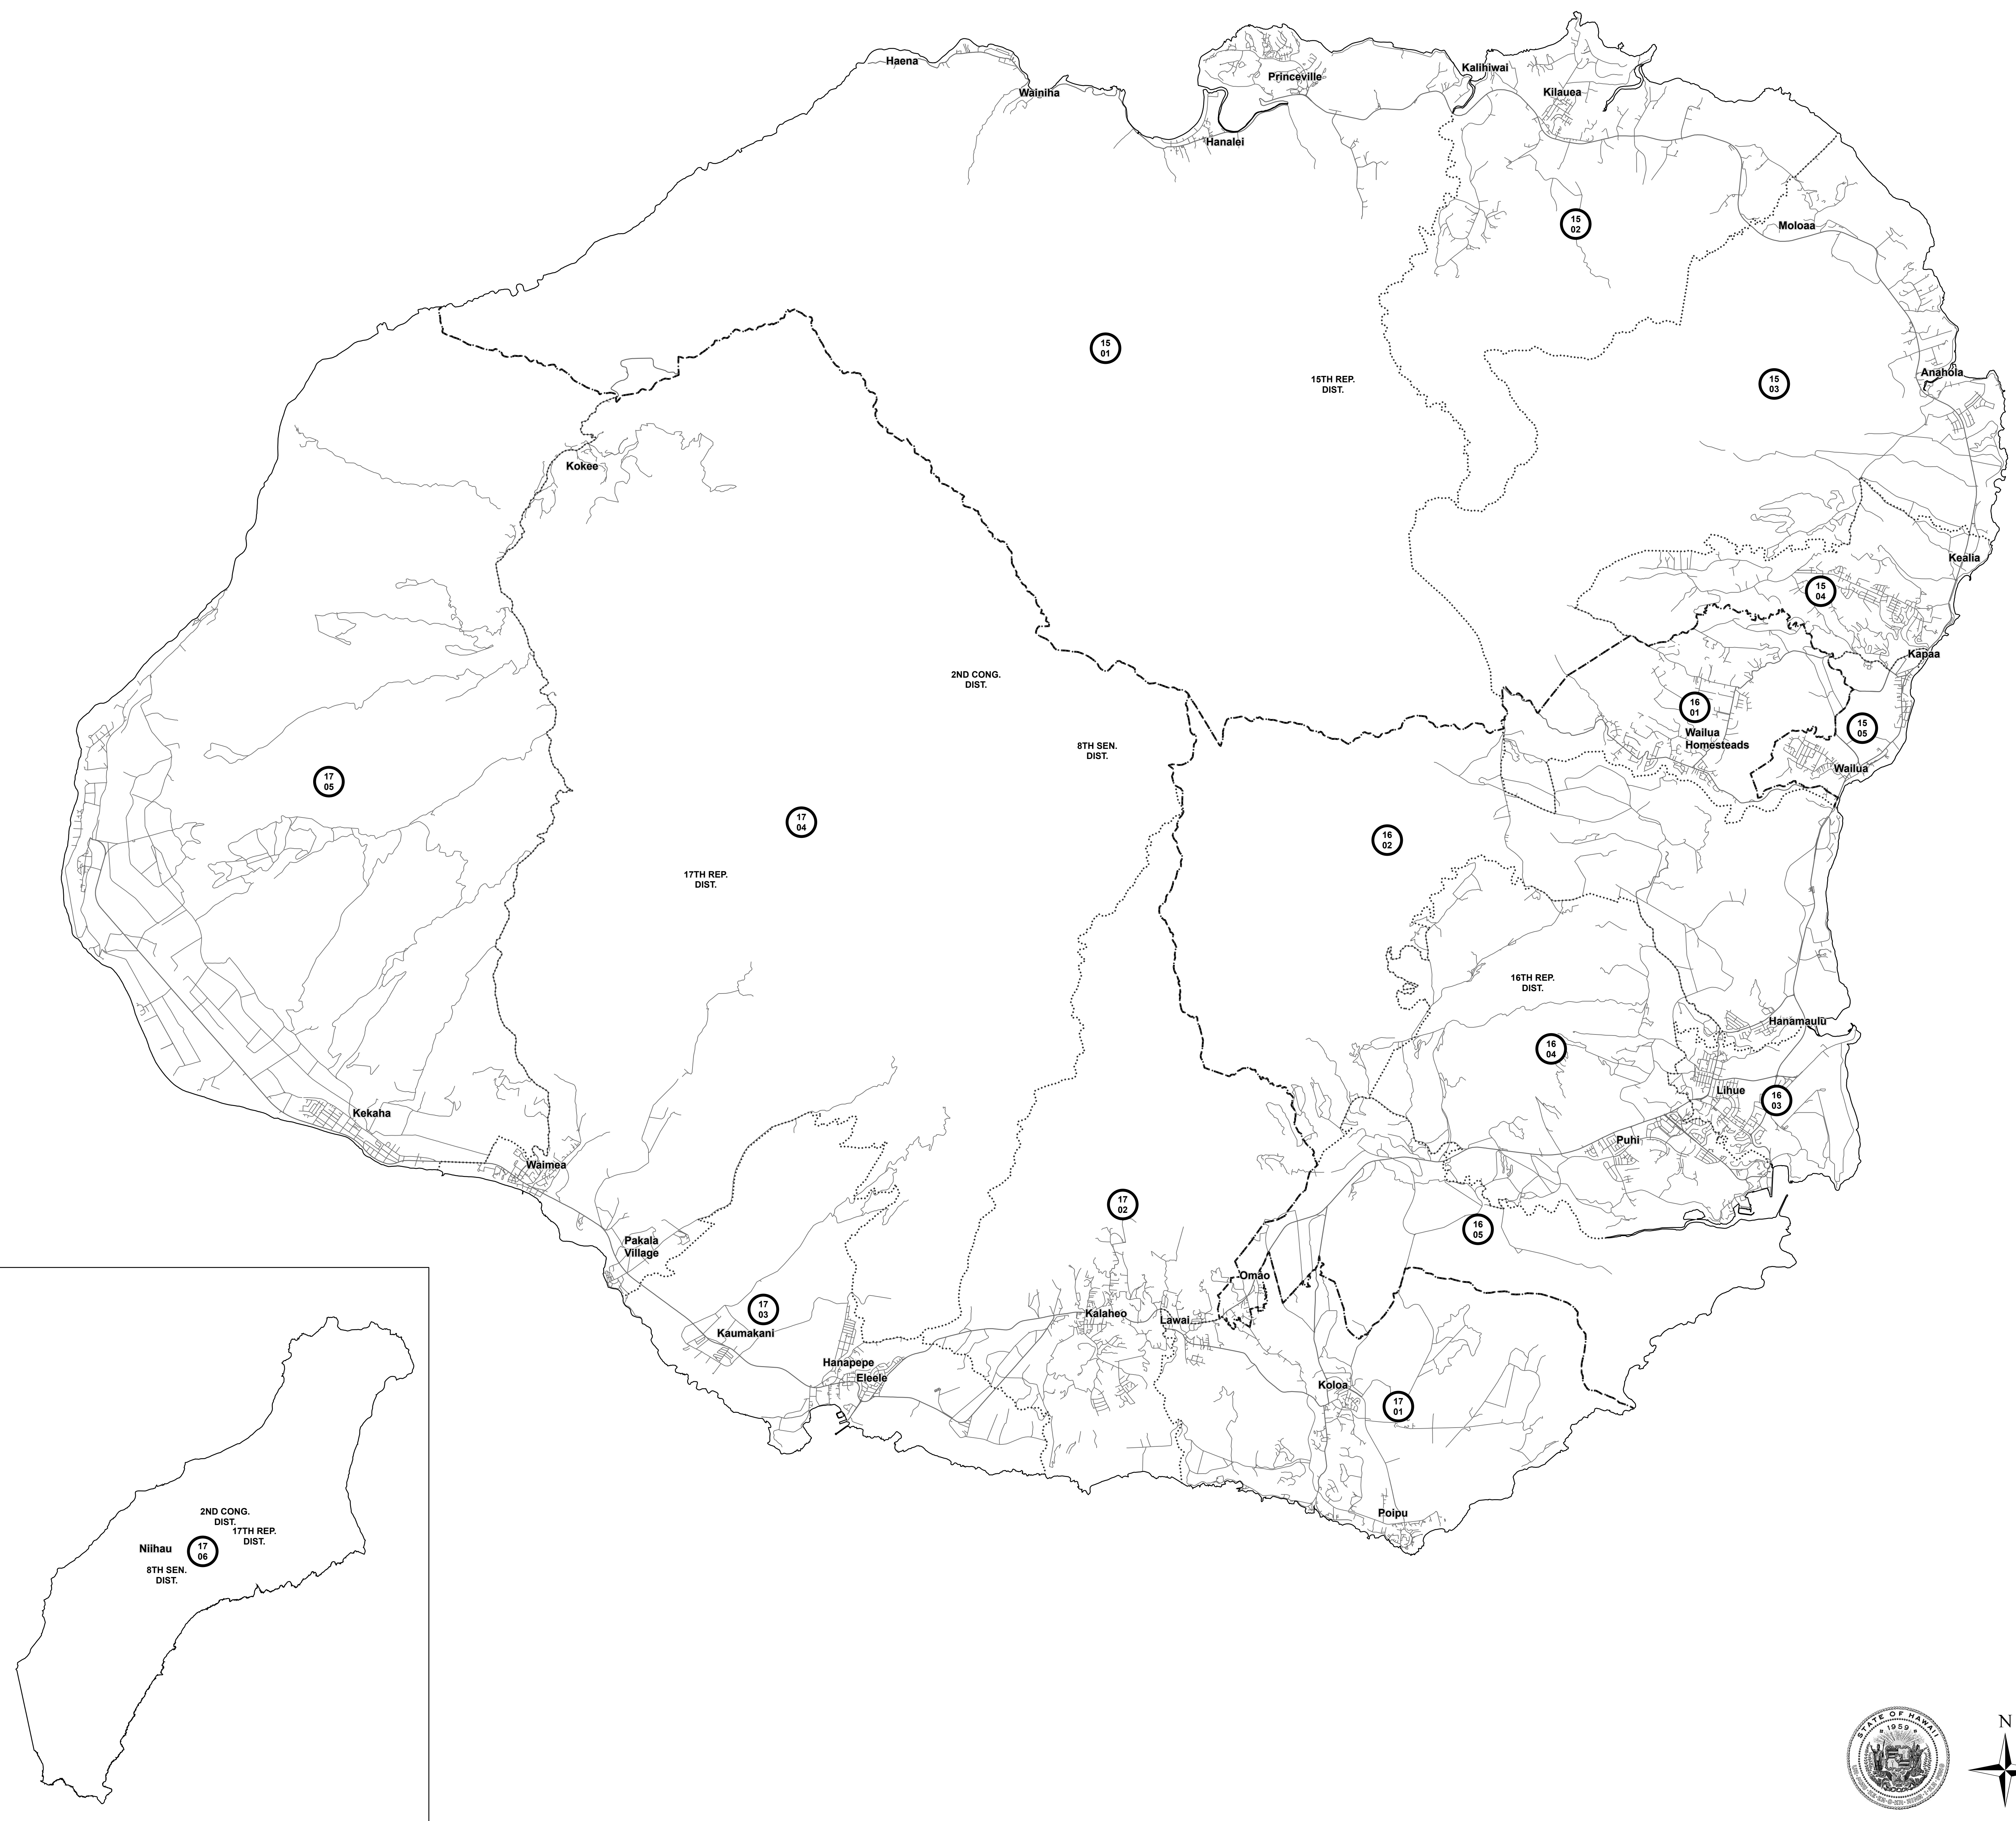 Haena
Wainiha
Princeville
Hanalei
Kalihiwai
Kilauea
15
02
Moloaa
15
01
15TH REP.
DIST.
15
03
Anahola
Kokee
Kealia
15
04
Kapaa
2ND CONG.
DIST.
8TH SEN.
DIST.
16
01
Wailua
Homesteads
15
05
Wailua
17
05
17
04
16
02
17TH REP.
DIST.
16TH REP.
DIST.
Hanamaulu
16
04
Lihue
16
03
Kekaha
Puhi
Waimea
17
02
16
05
Pakala
Village
Omao
17
03
Kaumakani
Kalaheo
Lawai
Hanapepe
Eleele
Koloa
17
01
Poipu
2ND CONG.
DIST.
17TH REP.
DIST.
Niihau
17
06
8TH SEN.
DIST.
STATE OF HAWAII
1959
N